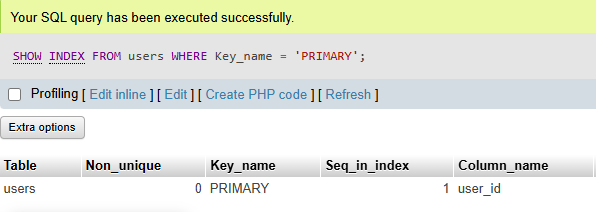 Your SQL query has been executed successfully.
SHOW INDEX FROM users WHERE Key_name = 'PRIMARY';
Profiling [ Edit inline ] [ Edit ] [ Create PHP code ] [ Refresh ]
Extra options
Table Non_unique Key_name Seq_in_index Column_name
users 0 PRIMARY 1 user_id